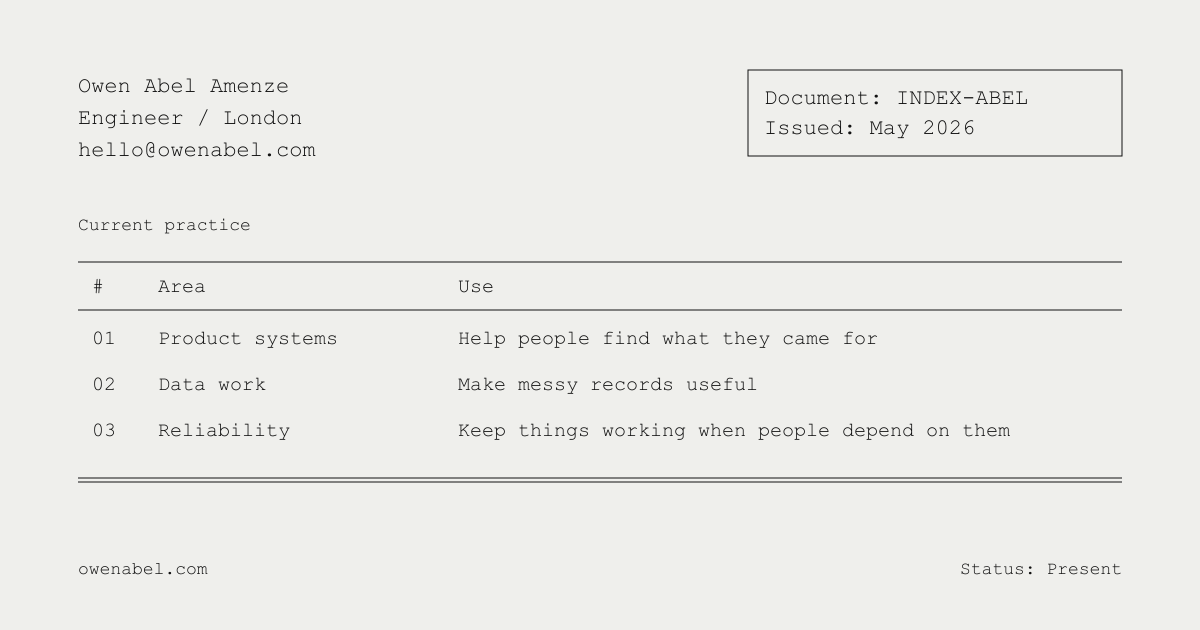 Owen Abel Amenze
Engineer / London
hello@owenabel.com
Document: INDEX-ABEL
Issued: May 2026
Current practice
# Area Use
01 Product systems Help people find what they came for
02 Data work Make messy records useful
03 Reliability Keep things working when people depend on them
owenabel.com Status: Present